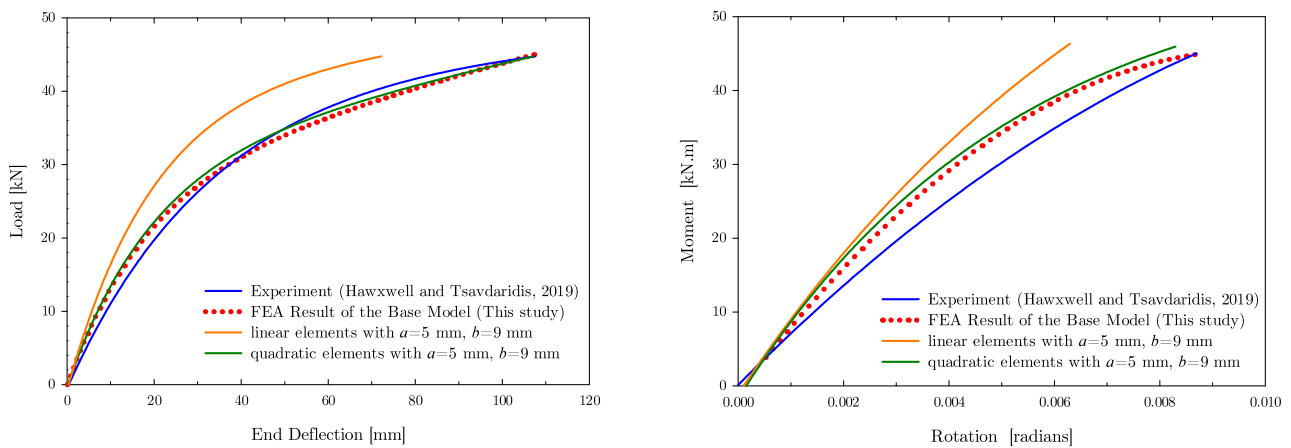 50
40
30
20
10
0
Load [kN]
0 20 40 60 80 100 120
End Deflection [mm]
Experiment (Hawxwell and Tsavdaridis, 2019)
FEA Result of the Base Model (This study)
linear elements with a=5 mm, b=9 mm
quadratic elements with a=5 mm, b=9 mm
50
40
30
20
10
0
Moment [kN.m]
0.000 0.002 0.004 0.006 0.008 0.010
Rotation [radians]
Experiment (Hawxwell and Tsavdaridis, 2019)
FEA Result of the Base Model (This study)
linear elements with a=5 mm, b=9 mm
quadratic elements with a=5 mm, b=9 mm